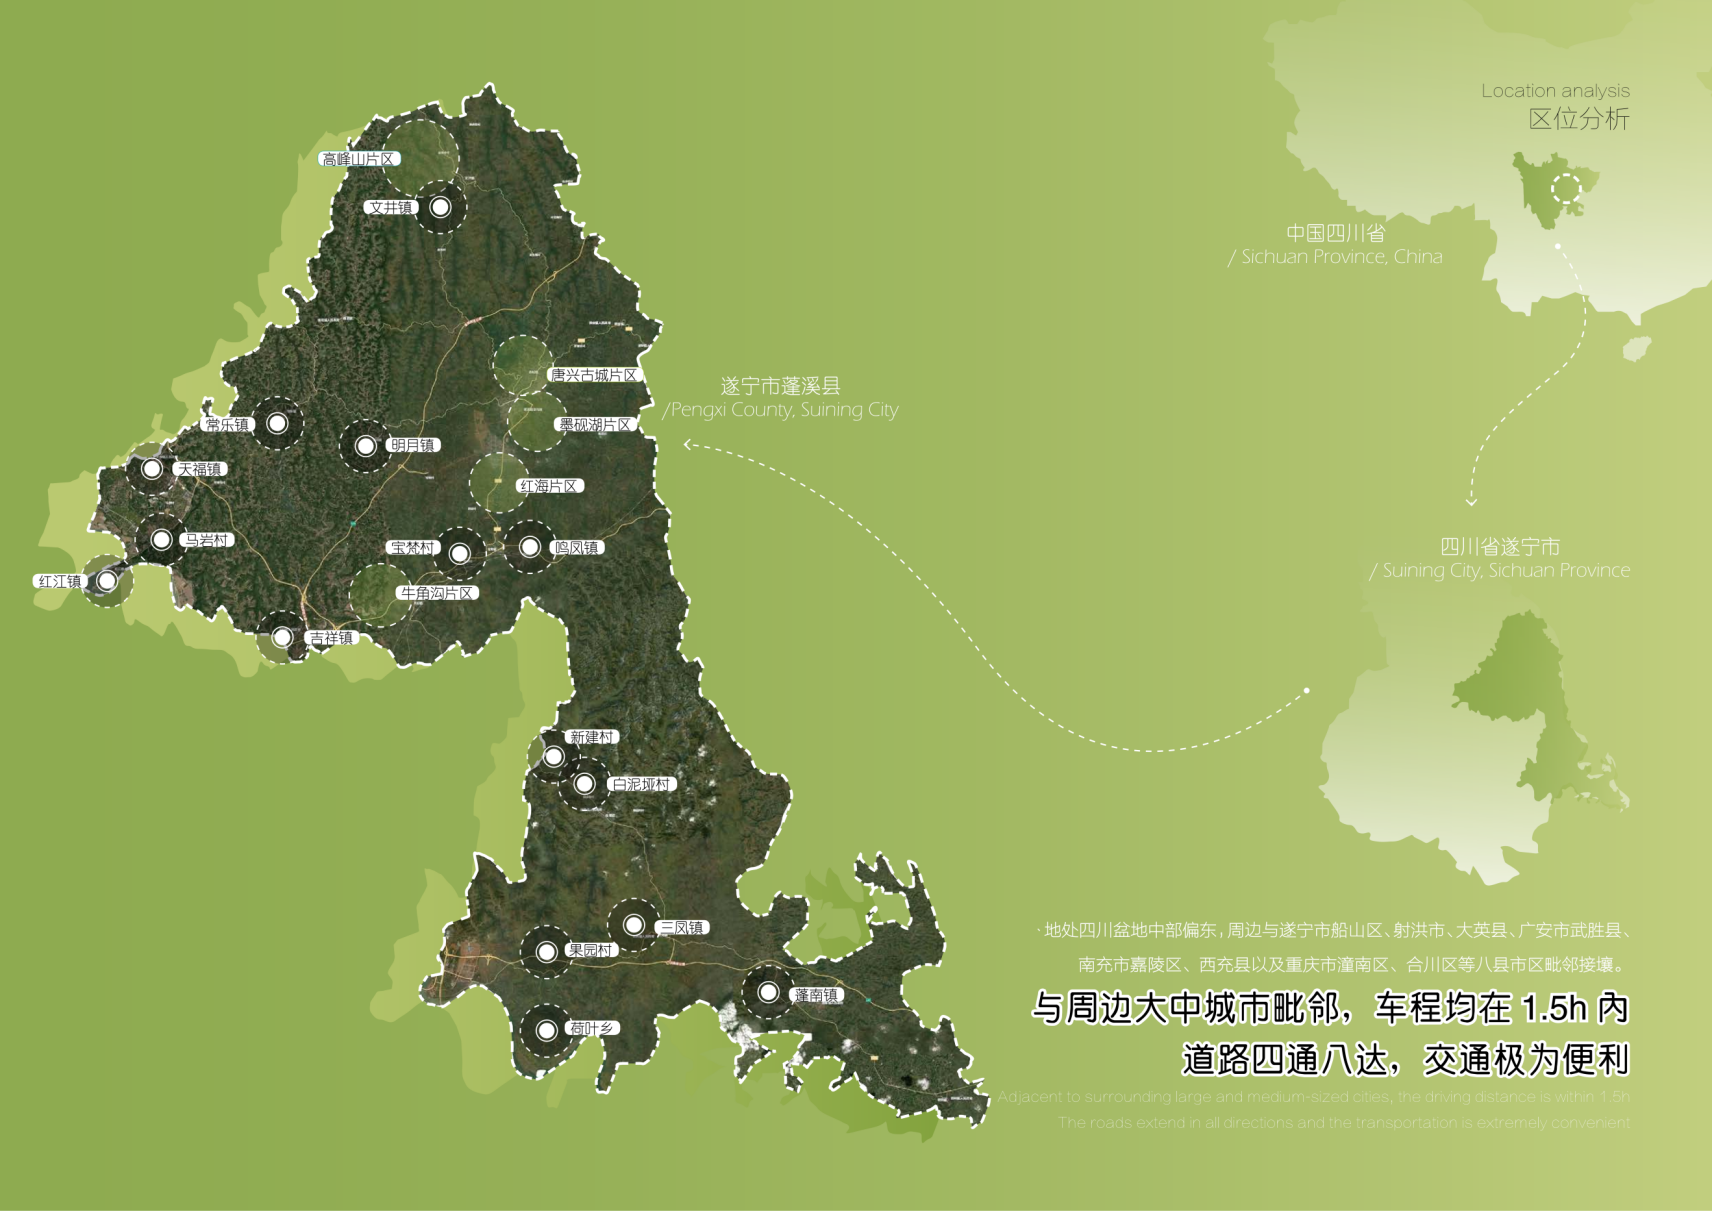 Location analysis
区位分析
中国四川省
/ Sichuan Province, China
四川省遂宁市
/ Suining City, Sichuan Province
遂宁市蓬溪县
/Pengxi County, Suining City
高峰山片区
文井镇
唐兴古城片区
墨砚湖片区
常乐镇
明月镇
天福镇
红海片区
马岩村
宝梵村
鸣凤镇
红江镇
牛角沟片区
吉祥镇
新建村
白泥垭村
三凤镇
果园村
蓬南镇
荷叶乡
地处四川盆地中部偏东，周边与遂宁市船山区、射洪市、大英县、广安市武胜县、
南充市嘉陵区、西充县以及重庆市潼南区、合川区等八县市区毗邻接壤。
与周边大中城市毗邻，车程均在 1.5h 内
道路四通八达，交通极为便利
Adjacent to surrounding large and medium-sized cities, the driving distance is within 1.5h
The roads extend in all directions and the transportation is extremely convenient